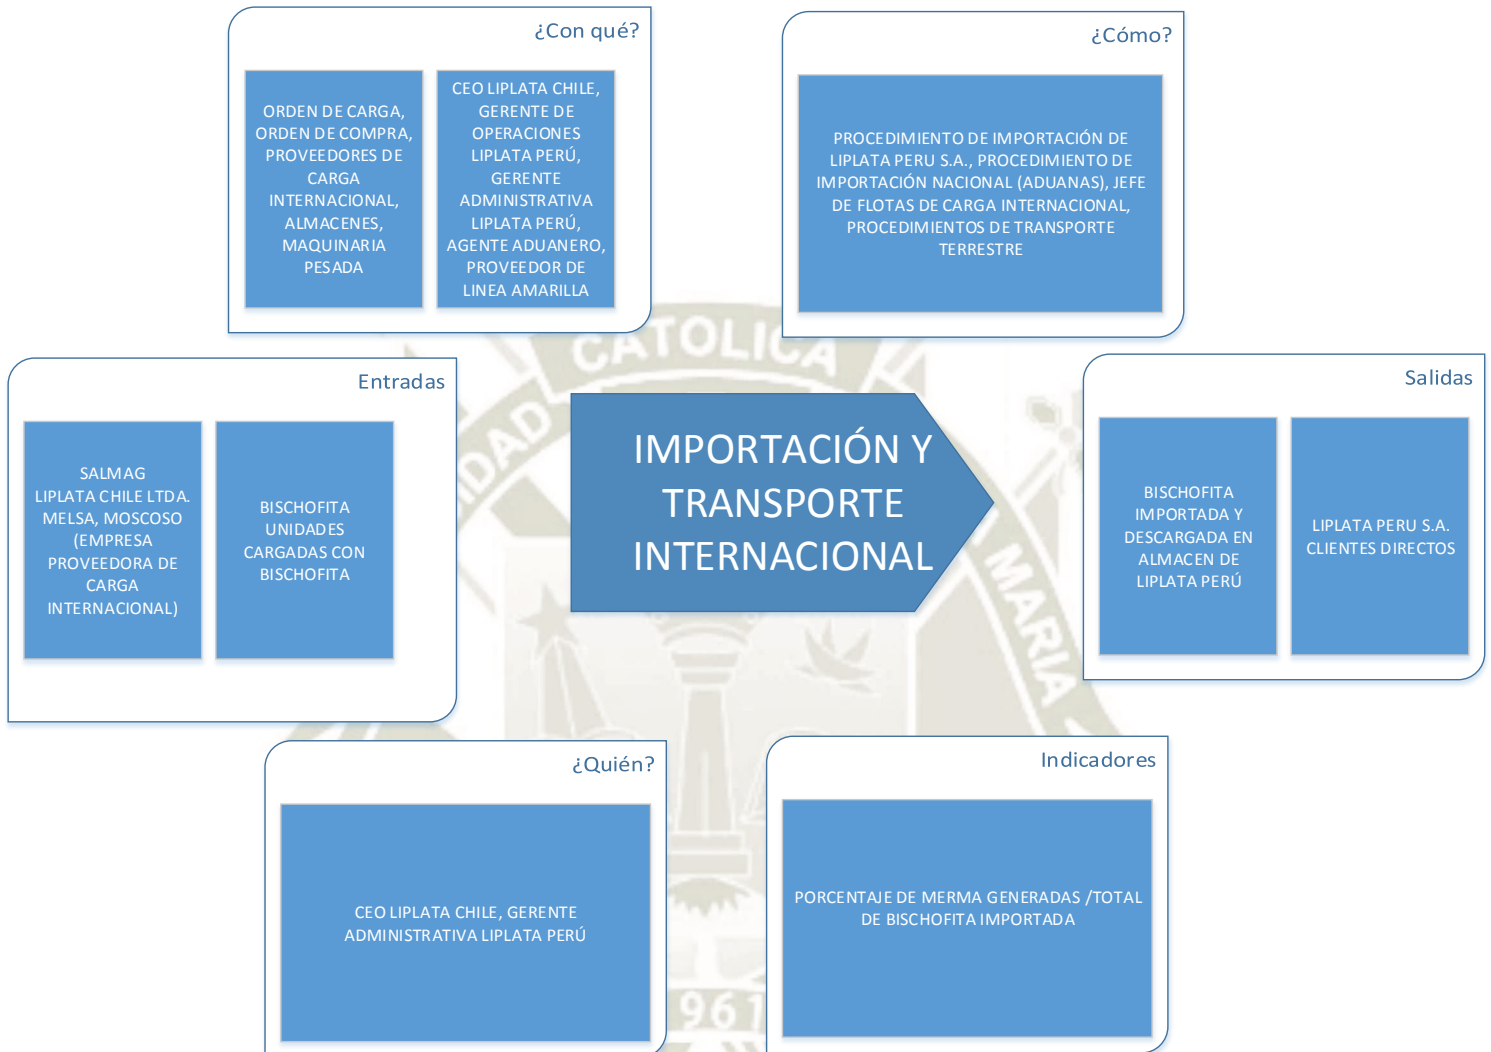 ¿Con qué?
ORDEN DE CARGA,
ORDEN DE COMPRA,
PROVEEDORES DE
CARGA
INTERNACIONAL,
ALMACENES,
MAQUINARIA
PESADA
CEO LIPLATA CHILE,
GERENTE DE
OPERACIONES
LIPLATA PERÚ,
GERENTE
ADMINISTRATIVA
LIPLATA PERÚ,
AGENTE ADUANERO,
PROVEEDOR DE
LINEA AMARILLA
¿Cómo?
PROCEDIMIENTO DE IMPORTACIÓN DE
LIPLATA PERU S.A., PROCEDIMIENTO DE
IMPORTACIÓN NACIONAL (ADUANAS), JEFE
DE FLOTAS DE CARGA INTERNACIONAL,
PROCEDIMIENTOS DE TRANSPORTE
TERRESTRE
Entradas
SALMAG
LIPLATA CHILE LTDA.
MELSA, MOSCOSO
(EMPRESA
PROVEEDORA DE
CARGA
INTERNACIONAL)
BISCHOFITA
UNIDADES
CARGADAS CON
BISCHOFITA
IMPORTACIÓN Y
TRANSPORTE
INTERNACIONAL
Salidas
BISCHOFITA
IMPORTADA Y
DESCARGADA EN
ALMACEN DE
LIPLATA PERÚ
LIPLATA PERU S.A.
CLIENTES DIRECTOS
¿Quién?
CEO LIPLATA CHILE, GERENTE
ADMINISTRATIVA LIPLATA PERÚ
Indicadores
PORCENTAJE DE MERMA GENERADAS /TOTAL
DE BISCHOFITA IMPORTADA
CATOLICA
MARIA
961